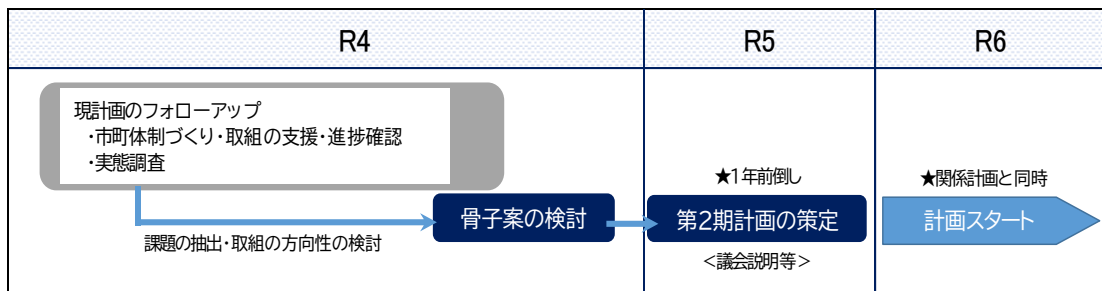 R4
R5
R6
現計画のフォローアップ
・市町体制づくり・取組の支援・進捗確認
・実態調査
課題の抽出・取組の方向性の検討
骨子案の検討
★1年前倒し
第2期計画の策定
＜議会説明等＞
★関係計画と同時
計画スタート